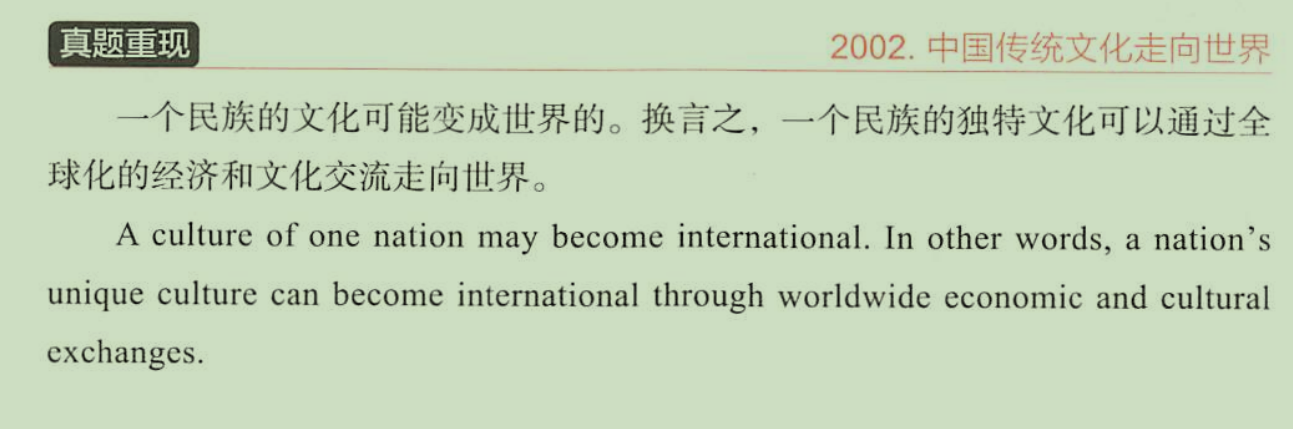 真题重现
2002. 中国传统文化走向世界
一个民族的文化可能变成世界的。换言之，一个民族的独特文化可以通过全
球化的经济和文化交流走向世界。
A culture of one nation may become international. In other words, a nation’s
unique culture can become international through worldwide economic and cultural
exchanges.